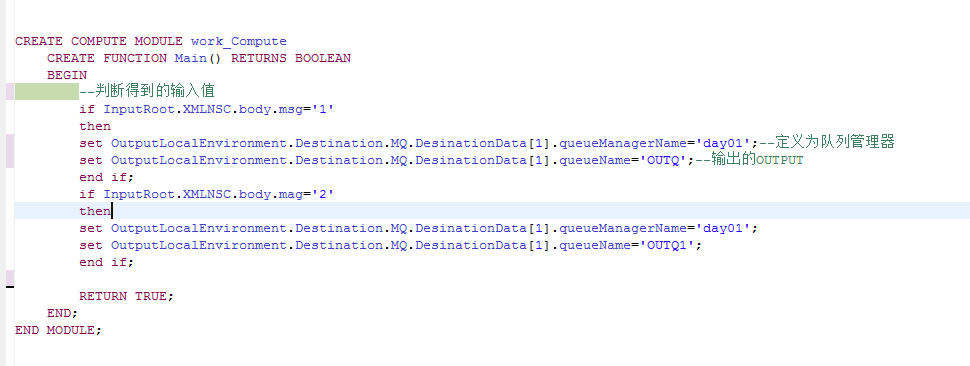 CREATE COMPUTE MODULE work_Compute
CREATE FUNCTION Main() RETURNS BOOLEAN
BEGIN
--判断得到的输入值
if InputRoot.XMLNSC.body.msg='1'
then
set OutputLocalEnvironment.Destination.MQ.DesinationData[1].queueManagerName='day01';--定义为队列管理器
set OutputLocalEnvironment.Destination.MQ.DesinationData[1].queueName='OUTQ';--输出的OUTPUT
end if;
if InputRoot.XMLNSC.body.mag='2'
then
set OutputLocalEnvironment.Destination.MQ.DesinationData[1].queueManagerName='day01';
set OutputLocalEnvironment.Destination.MQ.DesinationData[1].queueName='OUTQ1';
end if;
RETURN TRUE;
END;
END MODULE;